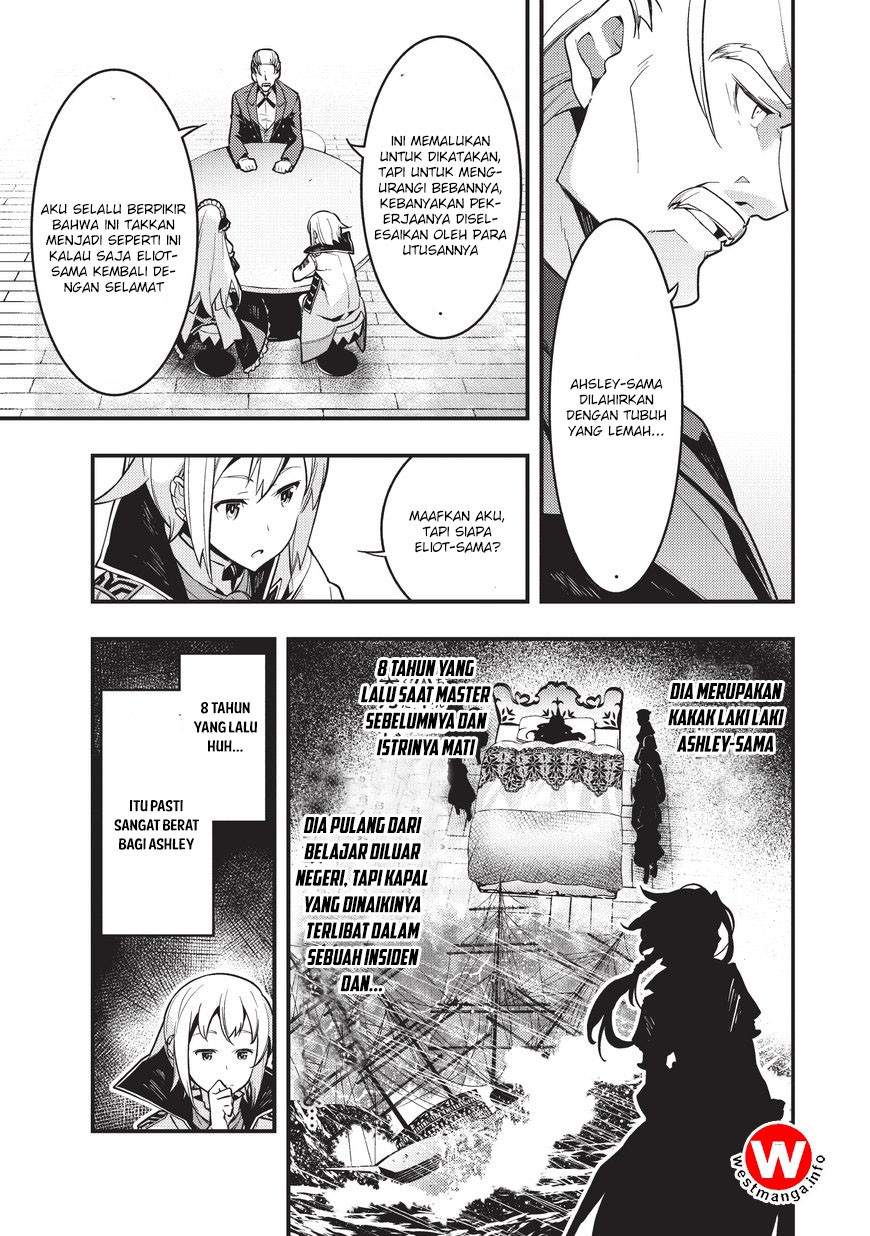 AHSLEY-SAMA
DILAHIRKAN
DENGAN TUBUH
YANG LEMAH...
INI MEMALUKAN
UNTUK DIKATAKAN,
TAPI UNTUK MENG-
URANGI BEBANNYA,
KEBANYAKAN PEK-
ERJAANYA DISEL-
ESAIKAN OLEH PARA
UTUSANNYA
AKU SELALU BERPIKIR
BAHWA INI TAKKAN
MENJADI SEPERTI INI
KALAU SAJA ELIOT-
SAMA KEMBALI DE-
NGAN SELAMAT
MAAFKAN AKU,
TAPI SIAPA
ELIOT-SAMA?
DIA MERUPAKAN
KAKAK LAKI LAKI
ASHLEY-SAMA
8 TAHUN YANG
LALU SAAT MASTER
SEBELUMNYA DAN
ISTRINYA MATI
DIA PULANG DARI
BELAJAR DILUAR
NEGERI, TAPI KAPAL
YANG DINAIKINYA
TERLIBAT DALAM
SEBUAH INSIDEN
DAN...
8 TAHUN
YANG LALU
HUH...
ITU PASTI
SANGAT BERAT
BAGI ASHLEY
W
westmanga.info